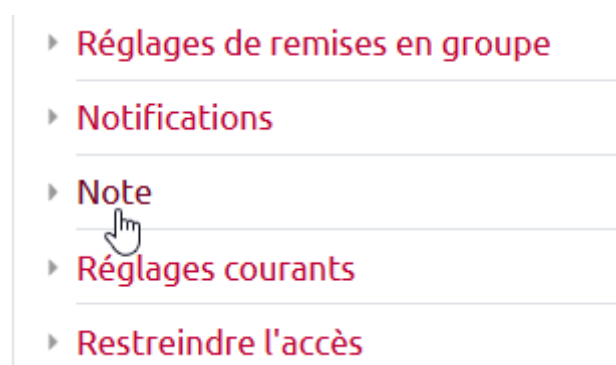 Réglages de remises en groupe
Notifications
Note
Réglages courants
Restreindre l'accès